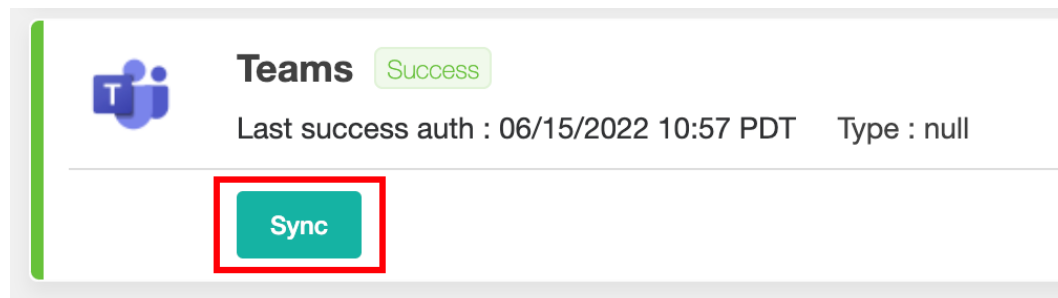 Teams Success
Last success auth : 06/15/2022 10:57 PDT Type : null
T
Sync